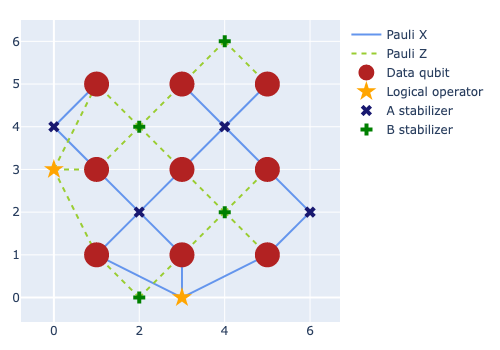 6
5
4
3
2
1
0
0 2 4 6
Pauli X
Pauli Z
Data qubit
Logical operator
A stabilizer
B stabilizer